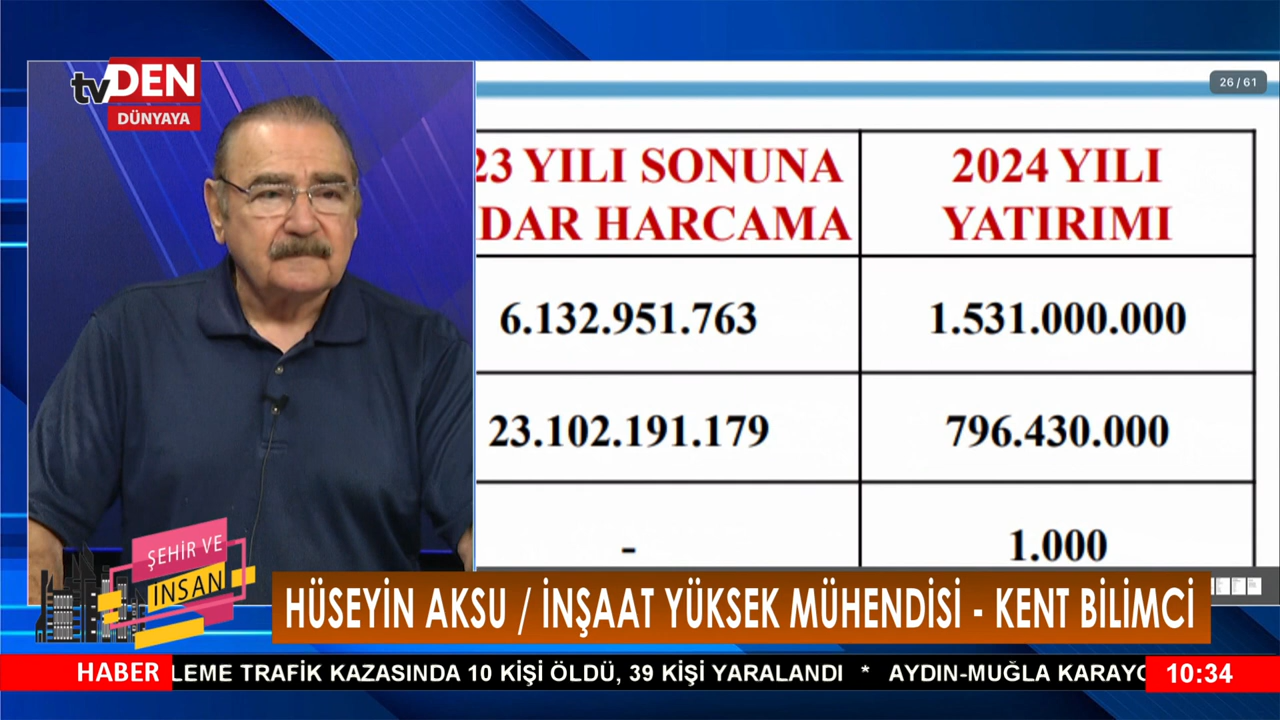 tvDEN
DÜNYAYA
26 / 61
23 YILI SONUNA
DAR HARCAMA
2024 YILI
YATIRIMI
6.132.951.763
1.531.000.000
23.102.191.179
796.430.000
-
1.000
ŞEHİR VE
İNSAN
HÜSEYİN AKSU / İNŞAAT YÜKSEK MÜHENDİSİ - KENT BİLİMCİ
HABER
LEME TRAFİK KAZASINDA 10 KİŞİ ÖLDÜ, 39 KİŞİ YARALANDI * AYDIN-MUĞLA KARAYO
10:34